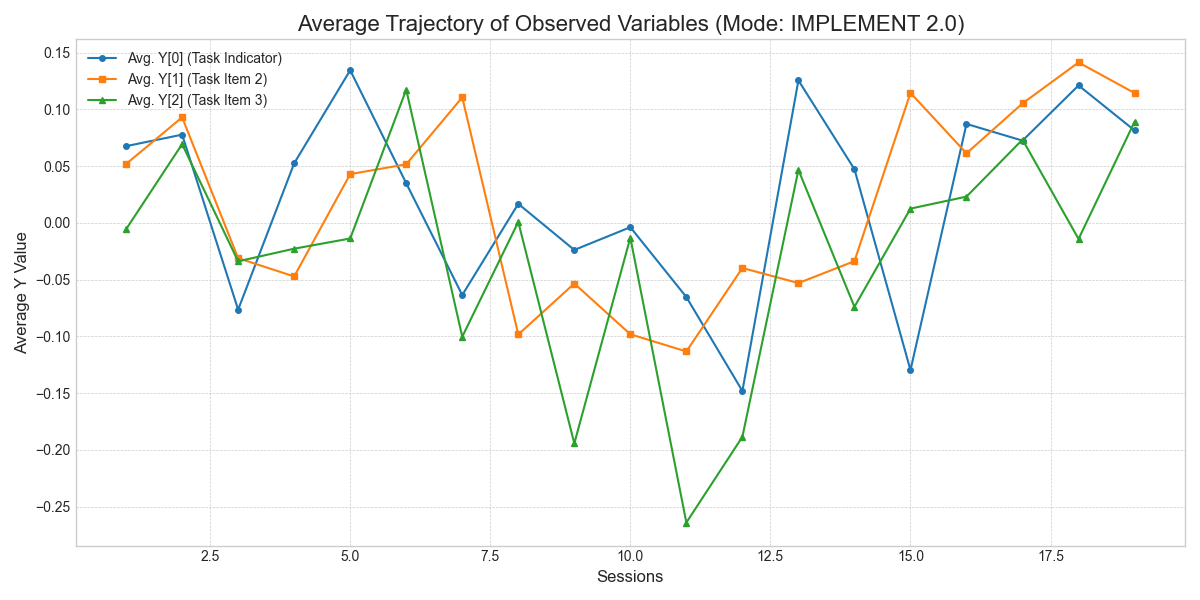 Average Trajectory of Observed Variables (Mode: IMPLEMENT 2.0)
Avg. Y[0] (Task Indicator)
Avg. Y[1] (Task Item 2)
Avg. Y[2] (Task Item 3)
Average Y Value
0.15
0.10
0.05
0.00
−0.05
−0.10
−0.15
−0.20
−0.25
2.5 5.0 7.5 10.0 12.5 15.0 17.5
Sessions